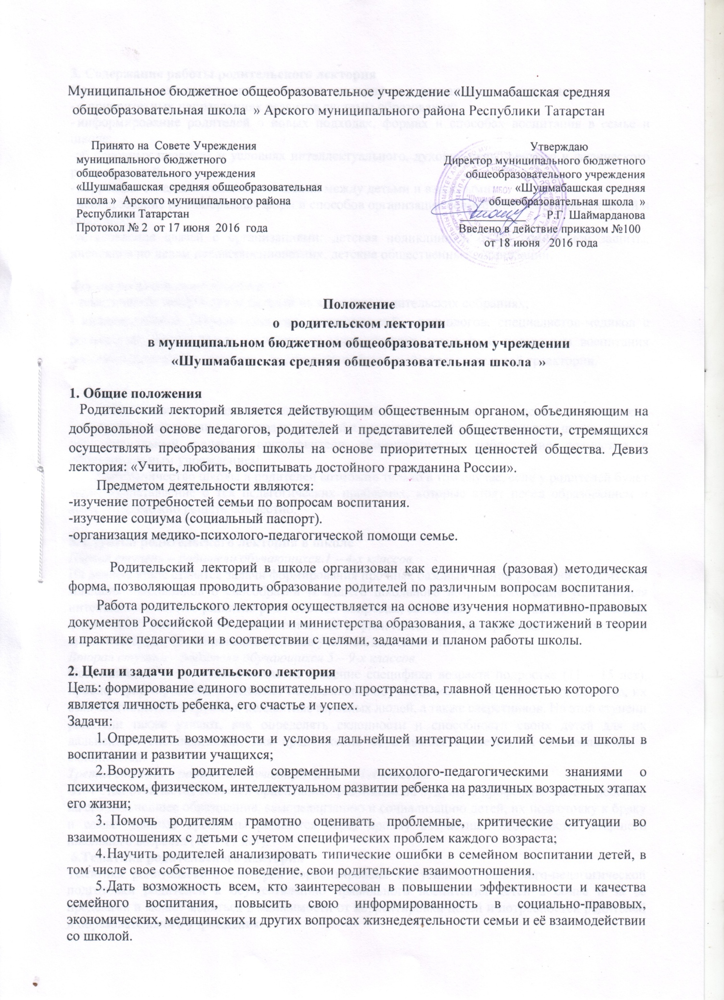 Муниципальное бюджетное общеобразовательное учреждение «Шушмабашская средняя
общеобразовательная школа » Арского муниципального района Республики Татарстан
Принято на Совете Учреждения
муниципального бюджетного
общеобразовательного учреждения
«Шушмабашская средняя общеобразовательная
школа » Арского муниципального района
Республики Татарстан
Протокол № 2 от 17 июня 2016 года
Утверждаю
Директор муниципального бюджетного
общеобразовательного учреждения
«Шушмабашская средняя
общеобразовательная школа »
Р.Г. Шаймарданова
Введено в действие приказом №100
от 18 июня 2016 года
МБОУ
Положение
о родительском лектории
в муниципальном бюджетном общеобразовательном учреждении
«Шушмабашская средняя общеобразовательная школа »
1. Общие положения
Родительский лекторий является действующим общественным органом, объединяющим на
добровольной основе педагогов, родителей и представителей общественности, стремящихся
осуществлять преобразования школы на основе приоритетных ценностей общества. Девиз
лектория: «Учить, любить, воспитывать достойного гражданина России».
Предметом деятельности являются:
-изучение потребностей семьи по вопросам воспитания.
-изучение социума (социальный паспорт).
-организация медико-психолого-педагогической помощи семье.
Родительский лекторий в школе организован как единичная (разовая) методическая
форма, позволяющая проводить образование родителей по различным вопросам воспитания.
Работа родительского лектория осуществляется на основе изучения нормативно-правовых
документов Российской Федерации и министерства образования, а также достижений в теории
и практике педагогики и в соответствии с целями, задачами и планом работы школы.
2. Цели и задачи родительского лектория
Цель: формирование единого воспитательного пространства, главной ценностью которого
является личность ребенка, его счастье и успех.
Задачи:
1.Определить возможности и условия дальнейшей интеграции усилий семьи и школы в
воспитании и развитии учащихся;
2.Вооружить родителей современными психолого-педагогическими знаниями о
психическом, физическом, интеллектуальном развитии ребенка на различных возрастных этапах
его жизни;
3. Помочь родителям грамотно оценивать проблемные, критические ситуации во
взаимоотношениях с детьми с учетом специфических проблем каждого возраста;
4.Научить родителей анализировать типические ошибки в семейном воспитании детей, в
том числе свое собственное поведение, свои родительские взаимоотношения.
5.Дать возможность всем, кто заинтересован в повышении эффективности и качества
семейного воспитания, повысить свою информированность в социально-правовых,
экономических, медицинских и других вопросах жизнедеятельности семьи и её взаимодействии
со школой.